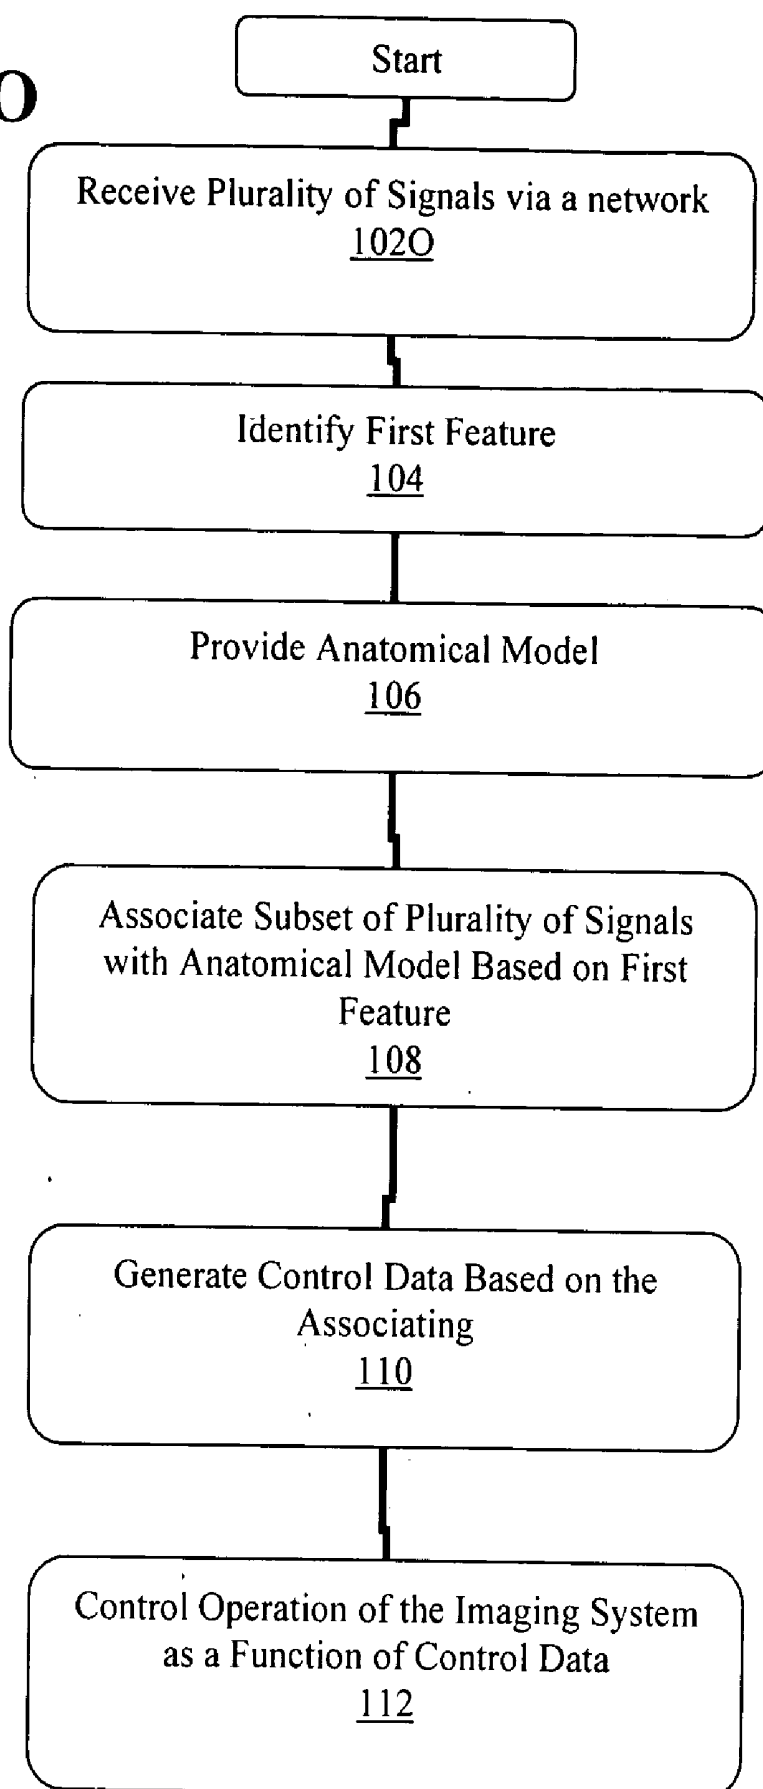 O
Start
Receive Plurality of Signals via a network
102O
Identify First Feature
104
Provide Anatomical Model
106
Associate Subset of Plurality of Signals
with Anatomical Model Based on First
Feature
108
Generate Control Data Based on the
Associating
110
Control Operation of the Imaging System
as a Function of Control Data
112